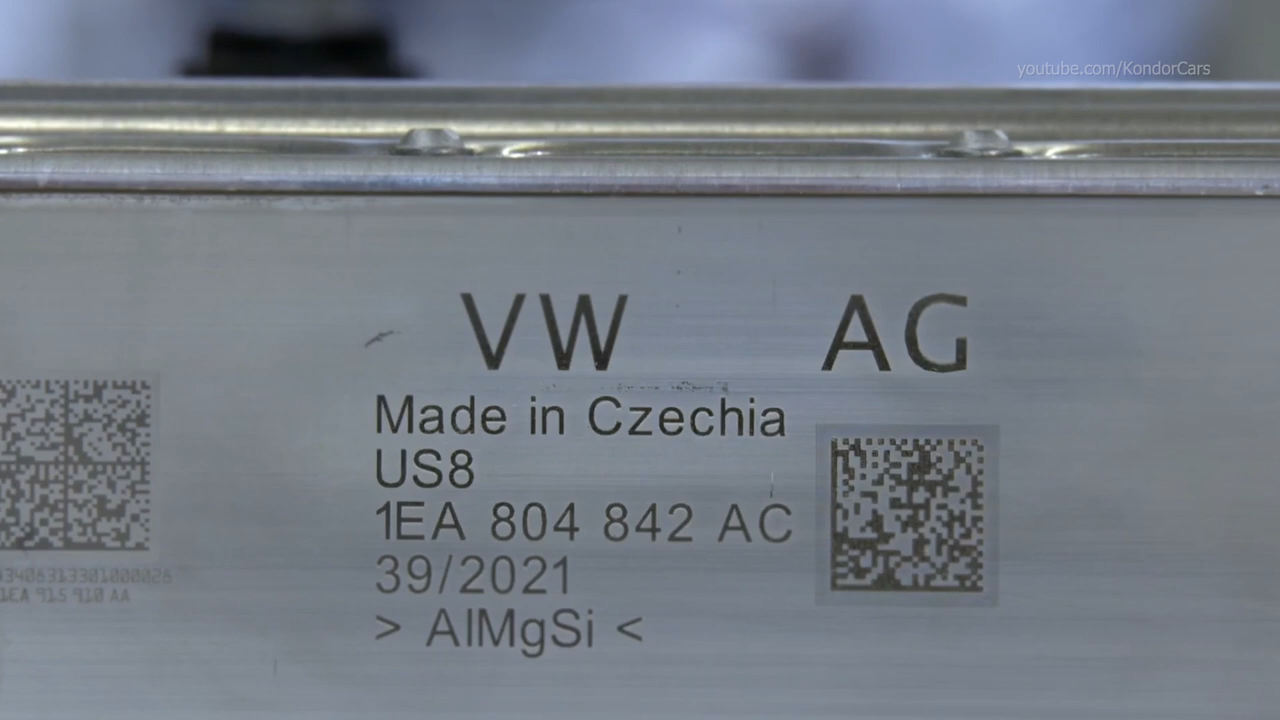 youtube.com/KondorCars
VW AG
Made in Czechia
US8
1EA 804 842 AC
39/2021
> AlMgSi <
1EA 915 910 AA